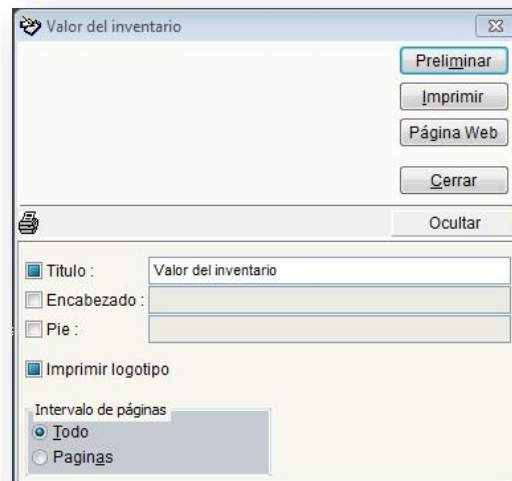 Valor del inventario
Preliminar
Imprimir
Página Web
Cerrar
Ocultar
Titulo : Valor del inventario
Encabezado :
Pie :
Imprimir logotipo
Intervalo de páginas
Todo
Paginas